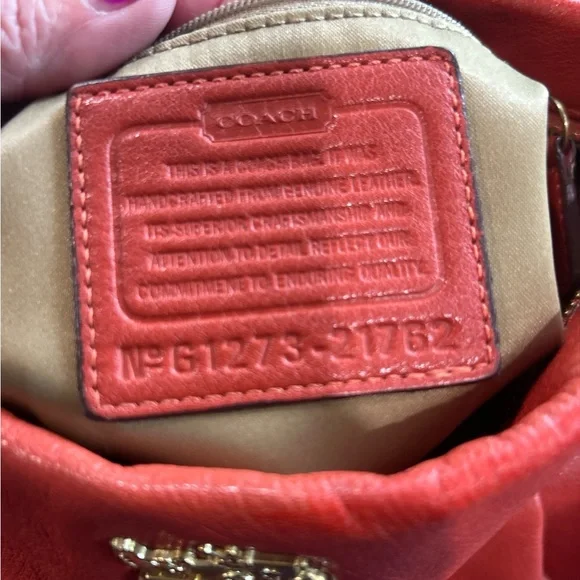 COACH
THIS IS A COACH BAG. IT WAS
HANDCRAFTED FROM GENUINE LEATHER.
ITS SUPERIOR CRAFTSMANSHIP AND
ATTENTION TO DETAIL REFLECT OUR
COMMITMENT TO ENDURING QUALITY.
Nº G1273-21762